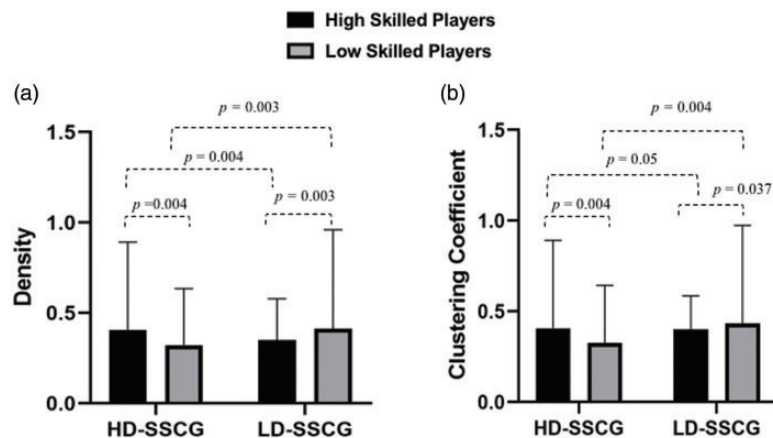 High Skilled Players
Low Skilled Players
(a)
p = 0.003
p = 0.004
p =0.004
p = 0.003
1.5
1.0
0.5
0.0
Density
HD-SSCG
LD-SSCG
(b)
p = 0.004
p = 0.05
p = 0.004
p = 0.037
1.5
1.0
0.5
0.0
Clustering Coefficient
HD-SSCG
LD-SSCG